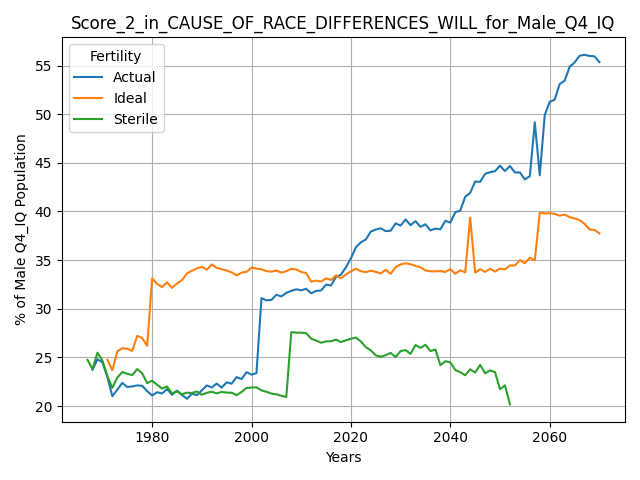 Score_2_in_CAUSE_OF_RACE_DIFFERENCES_WILL_for_Male_Q4_IQ
Fertility
Actual
Ideal
Sterile
% of Male Q4_IQ Population
55
50
45
40
35
30
25
20
1980
2000
2020
2040
2060
Years